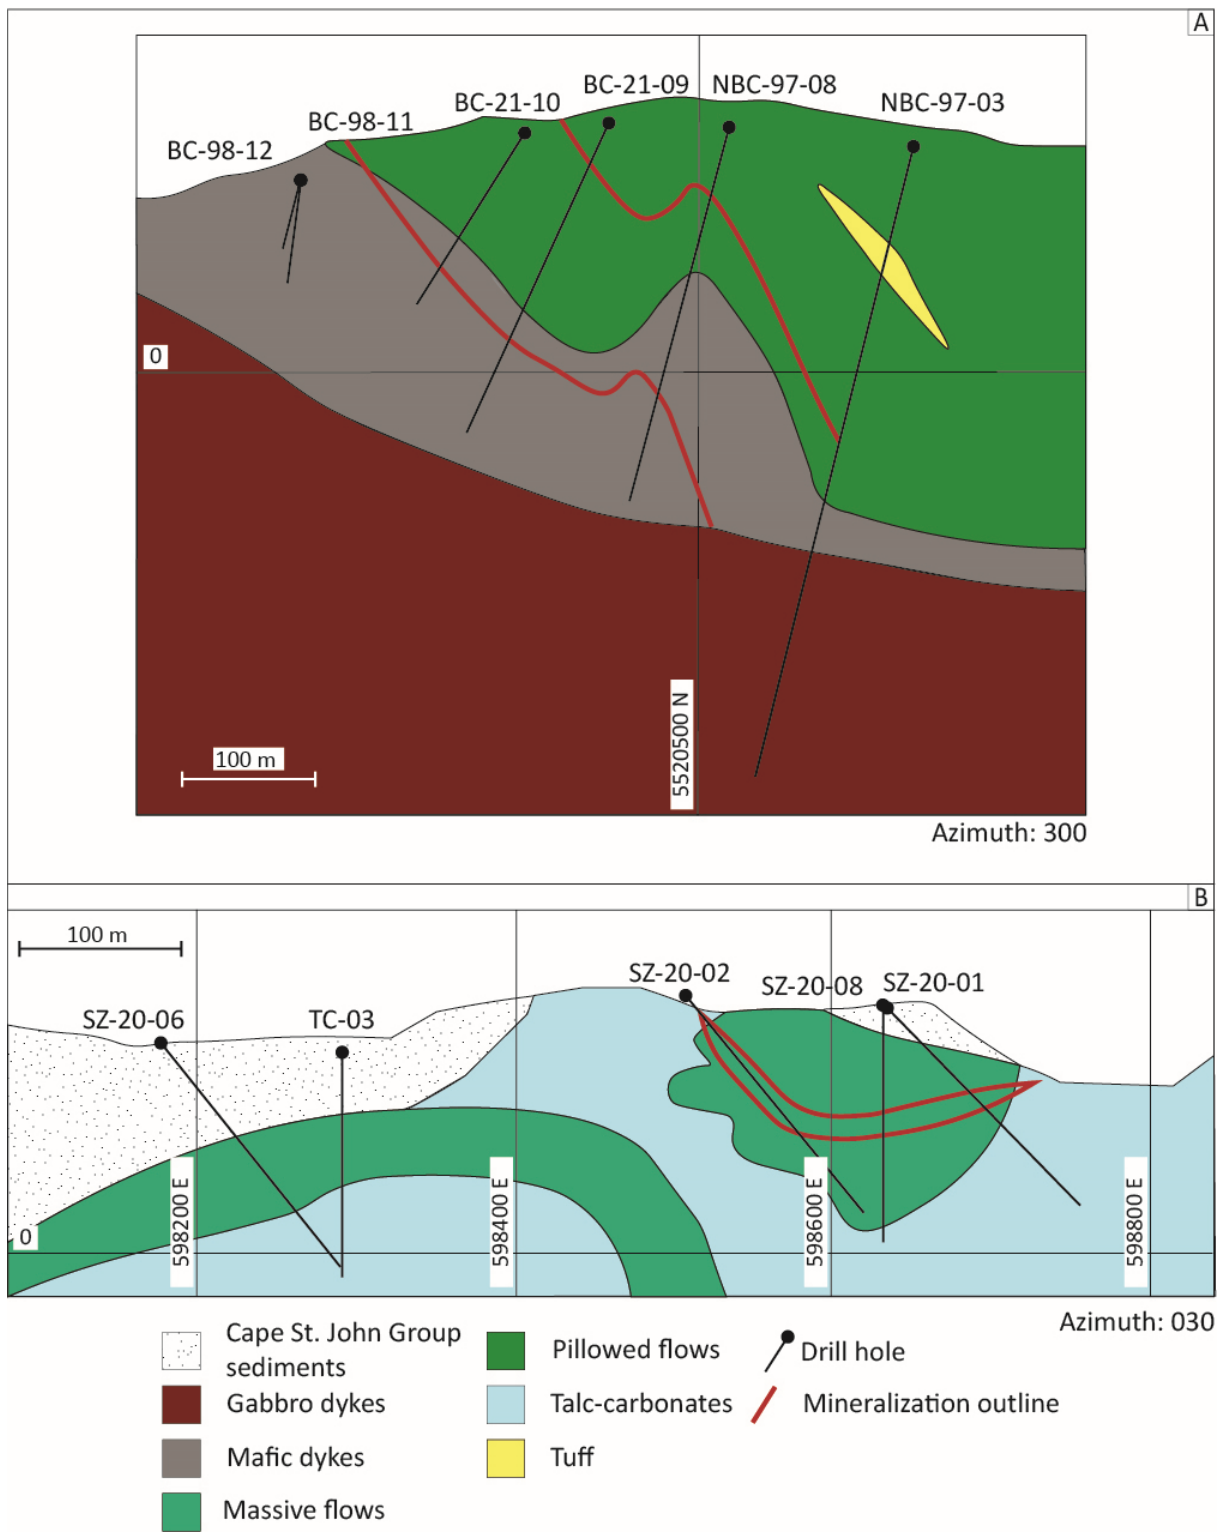 A
BC-21-09
NBC-97-08
BC-21-10
NBC-97-03
BC-98-11
BC-98-12
0
5520500 N
100 m
Azimuth: 300
B
100 m
SZ-20-02
SZ-20-08
SZ-20-01
SZ-20-06
TC-03
0
598200 E
598400 E
598600 E
598800 E
Azimuth: 030
Cape St. John Group
sediments
Gabbro dykes
Mafic dykes
Massive flows
Pillowed flows
Talc-carbonates
Tuff
Drill hole
Mineralization outline